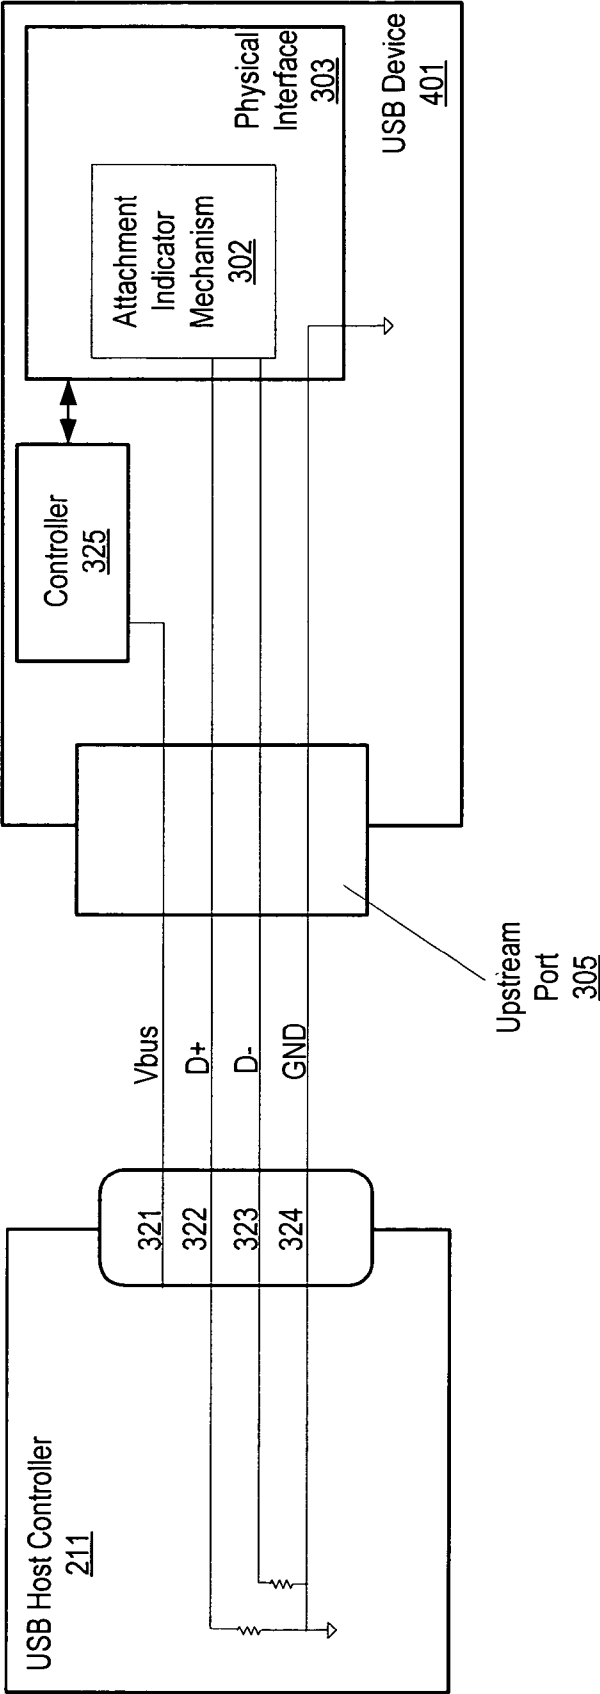 USB Host Controller
211
321
322
323
324
Vbus
D+
D-
GND
Upstream
Port
305
Controller
325
Attachment
Indicator
Mechanism
302
Physical
Interface
303
USB Device
401